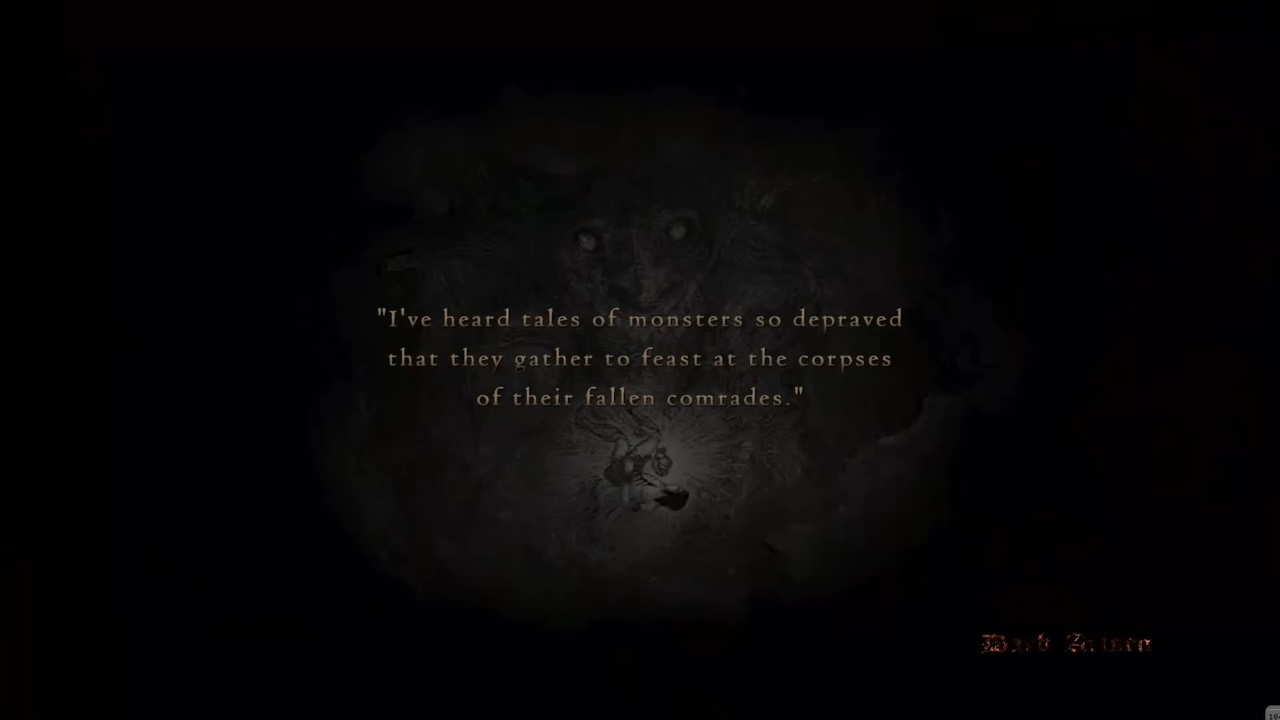 "I've heard tales of monsters so depraved
that they gather to feast at the corpses
of their fallen comrades."
Dark